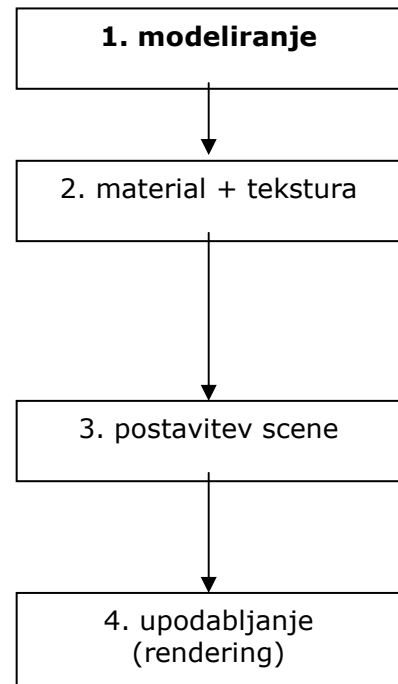 1. modeliranje
2. material + tekstura
3. postavitev scene
4. upodabljanje
(rendering)